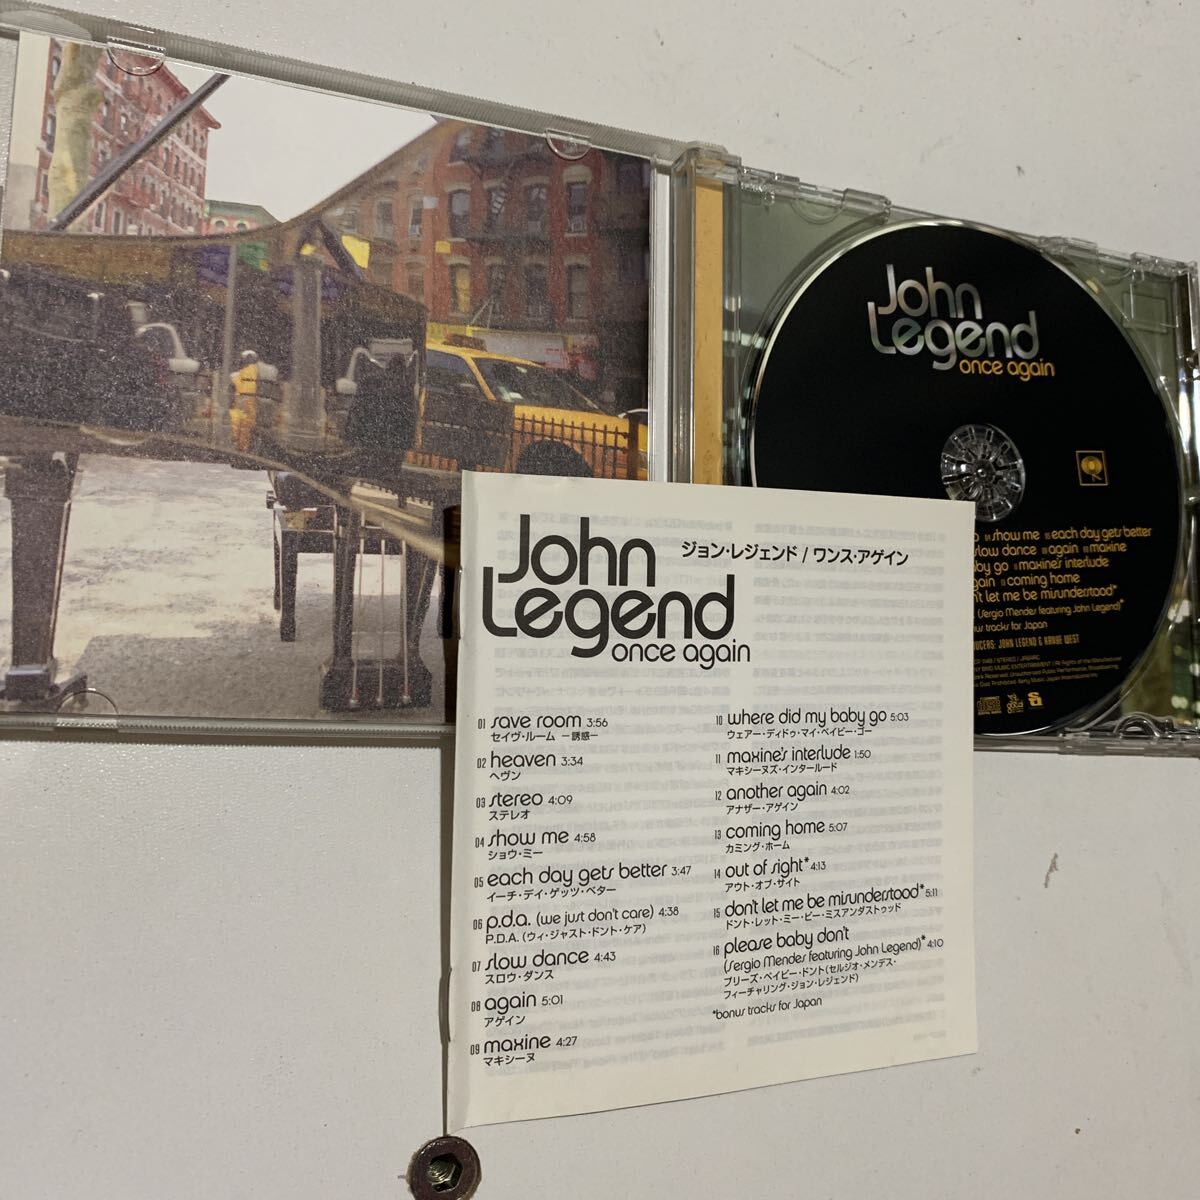 John
Legend
once again
show me each day gets better
slow dance again maxine
baby go maxine's interlude
again coming home
don't let me be misunderstood*
(Sergio Mendes featuring John Legend)*
bonus tracks for Japan
PRODUCERS: JOHN LEGEND & KANYE WEST
John
Legend
once again
ジョン・レジェンド / ワンス・アゲイン
01 save room 3:56
セイヴ・ルーム —誘惑—
02 heaven 3:34
ヘヴン
03 stereo 4:09
ステレオ
04 show me 4:58
ショウ・ミー
05 each day gets better 3:47
イーチ・デイ・ゲッツ・ベター
06 p.d.a. (we just don't care) 4:38
P.D.A.(ウィ・ジャスト・ドント・ケア)
07 slow dance 4:43
スロウ・ダンス
08 again 5:01
アゲイン
09 maxine 4:27
マキシーヌ
10 where did my baby go 5:03
ウェアー・ディドゥ・マイ・ベイビー・ゴー
11 maxine's interlude 1:50
マキシーヌズ・インタールード
12 another again 4:02
アナザー・アゲイン
13 coming home 5:07
カミング・ホーム
14 out of sight* 4:13
アウト・オブ・サイト
15 don't let me be misunderstood* 5:11
ドント・レット・ミー・ビー・ミスアンダストゥッド
16 please baby don't
(Sergio Mendes featuring John Legend)* 4:10
プリーズ・ベイビー・ドント(セルジオ・メンデス・
フィーチャリング・ジョン・レジェンド)
*bonus tracks for Japan